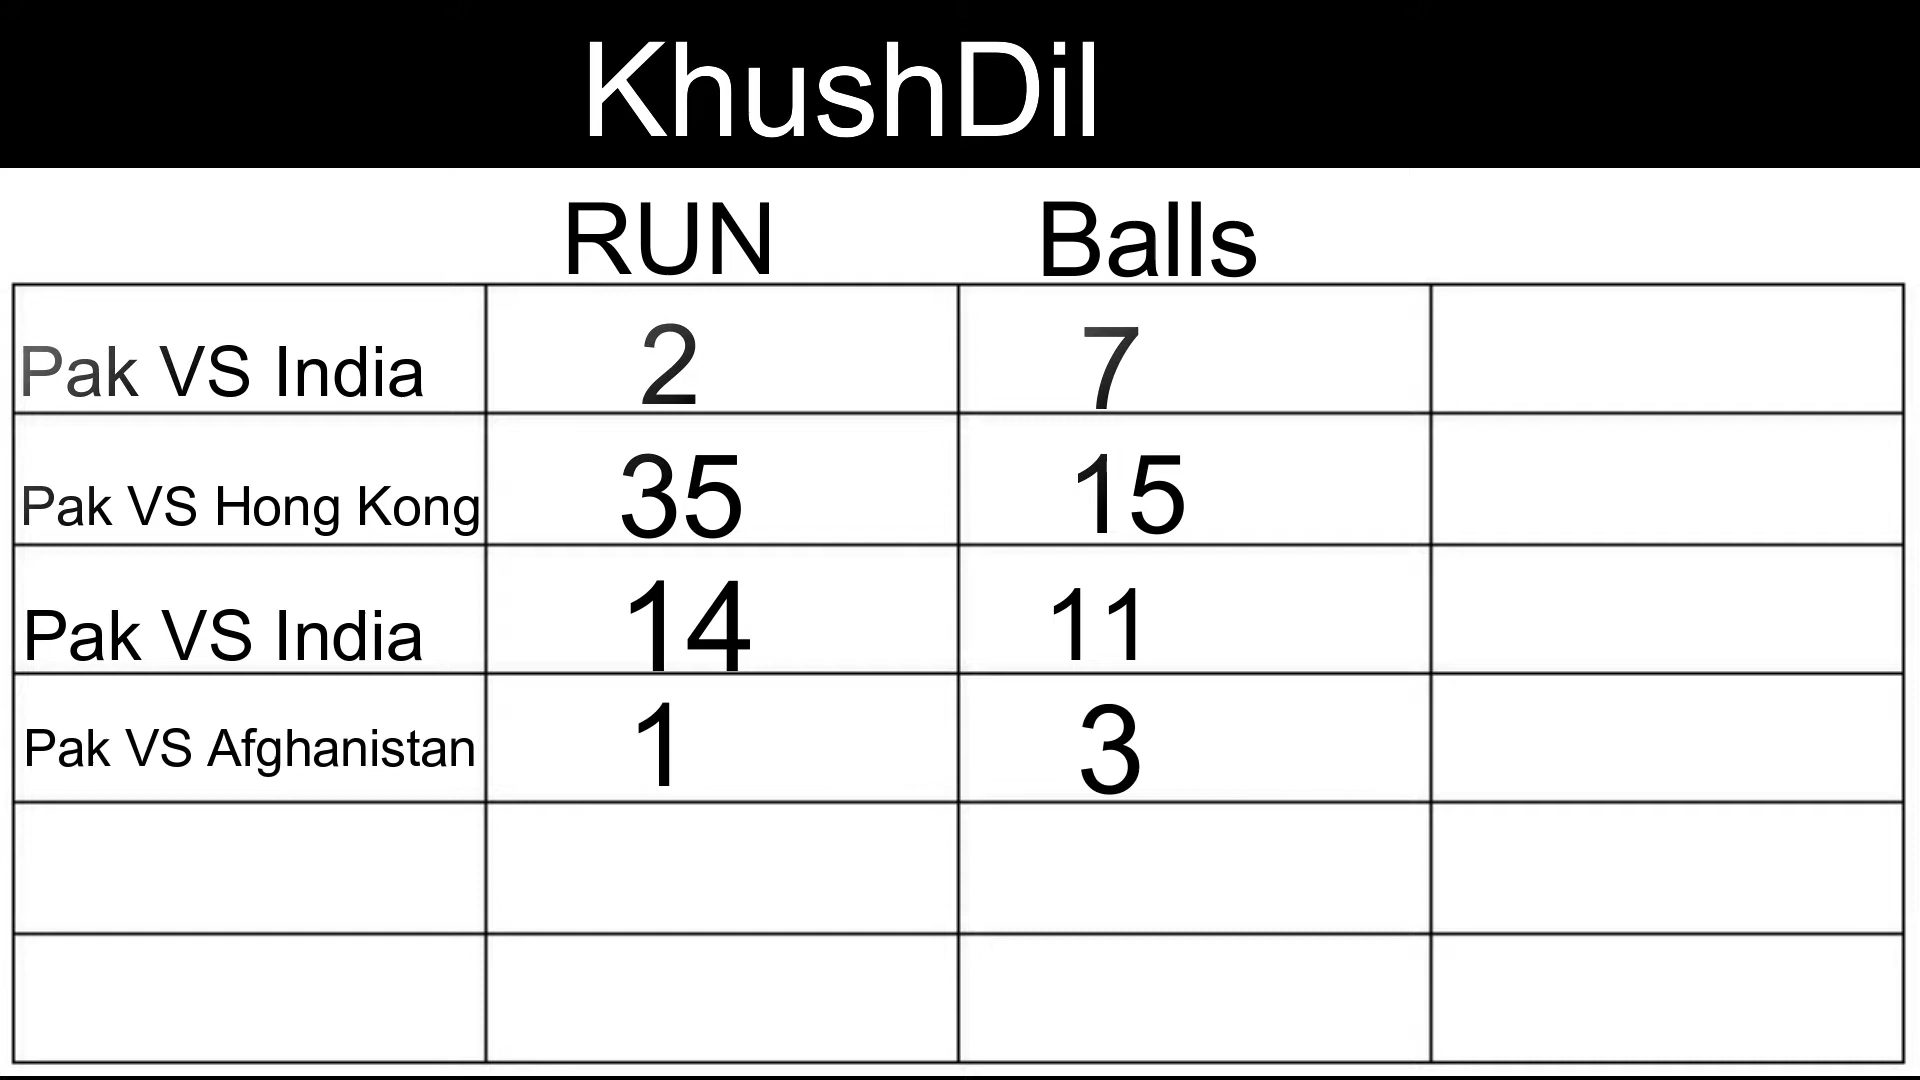 KhushDil
RUN Balls
Pak VS India 2 7
Pak VS Hong Kong 35 15
Pak VS India 14 11
Pak VS Afghanistan 1 3